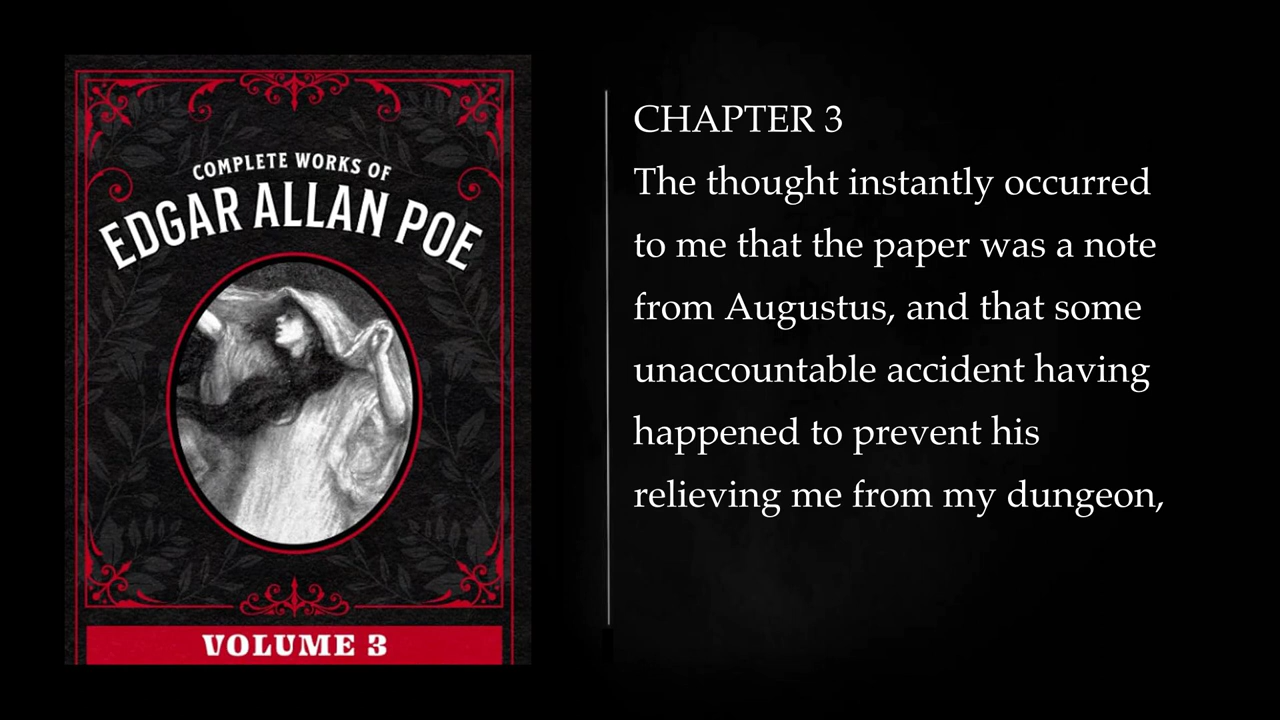 COMPLETE WORKS OF
EDGAR ALLAN POE
VOLUME 3
CHAPTER 3
The thought instantly occurred
to me that the paper was a note
from Augustus, and that some
unaccountable accident having
happened to prevent his
relieving me from my dungeon,